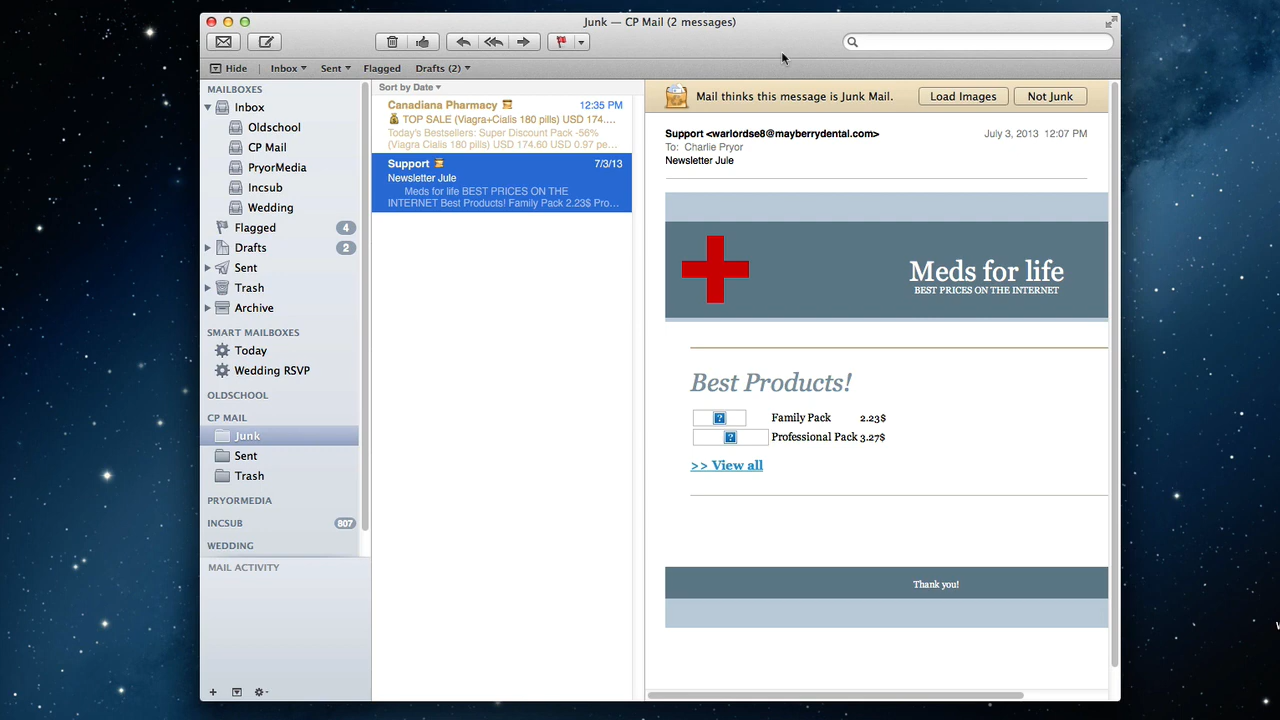 Junk — CP Mail (2 messages)
Hide Inbox Sent Flagged Drafts (2)
MAILBOXES
Inbox
Oldschool
CP Mail
PryorMedia
Incsub
Wedding
Flagged 4
Drafts 2
Sent
Trash
Archive
SMART MAILBOXES
Today
Wedding RSVP
OLDSCHOOL
CP MAIL
Junk
Sent
Trash
PRYORMEDIA
INCSUB 807
WEDDING
MAIL ACTIVITY
Sort by Date
Canadiana Pharmacy 12:35 PM
TOP SALE (Viagra+Cialis 180 pills) USD 174....
Today's Bestsellers: Super Discount Pack -56%
(Viagra Cialis 180 pills) USD 174.60 USD 0.97 pe...
Support 7/3/13
Newsletter Jule
Meds for life BEST PRICES ON THE
INTERNET Best Products! Family Pack 2.23$ Pro...
Mail thinks this message is Junk Mail. Load Images Not Junk
Support <warlordse8@mayberrydental.com> July 3, 2013 12:07 PM
To: Charlie Pryor
Newsletter Jule
Meds for life
BEST PRICES ON THE INTERNET
Best Products!
? Family Pack 2.23$
? Professional Pack 3.27$
>> View all
Thank you!